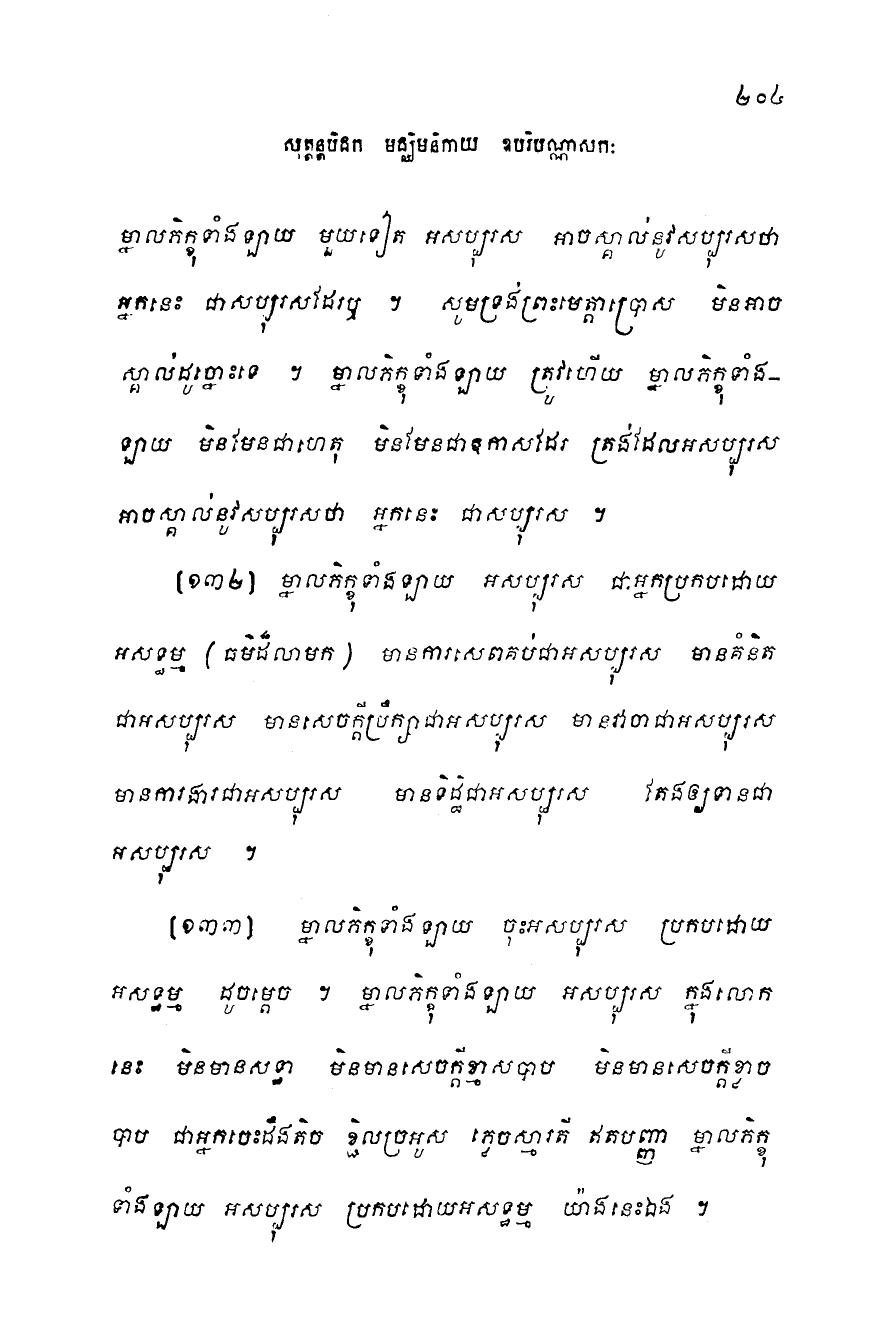 ២០៤
សុត្តន្តបិដក មជ្ឈិមនិកាយ ឧបរិបណ្ណាសកៈ
ម្នាលភិក្ខុទាំងឡាយ មួយទៀត អសប្បុរស អាចស្គាល់នូវសប្បុរសថា
អ្នកនេះ ជាសប្បុរសដែរឬ ។ សូមទ្រង់ព្រះមេត្តាប្រោស មិនអាច
ស្គាល់ដូច្នោះទេ ។ ម្នាលភិក្ខុទាំងឡាយ ត្រូវហើយ ម្នាលភិក្ខុទាំង-
ឡាយ មិនមែនជាហេតុ មិនមែនជាឱកាសដែរ ត្រង់ដែលអសប្បុរស
អាចស្គាល់នូវសប្បុរសថា អ្នកនេះ ជាសប្បុរស ។
[១៣២] ម្នាលភិក្ខុទាំងឡាយ អសប្បុរស ជាអ្នកប្រកបដោយ
អសទ្ធម្ម (ធម៌ដ៏លាមក) មានការសេពគប់ជាអសប្បុរស មានគំនិត
ជាអសប្បុរស មានសេចក្តីប្រឹក្សាជាអសប្បុរស មានវាចាជាអសប្បុរស
មានការងារជាអសប្បុរស មានទិដ្ឋិជាអសប្បុរស តែងឲ្យទានជា
អសប្បុរស ។
[១៣៣] ម្នាលភិក្ខុទាំងឡាយ ចុះអសប្បុរស ប្រកបដោយ
អសទ្ធម្ម ដូចម្តេច ។ ម្នាលភិក្ខុទាំងឡាយ អសប្បុរស ក្នុងលោក
នេះ មិនមានសទ្ធា មិនមានសេចក្តីខ្មាសបាប មិនមានសេចក្តីខ្លាច
បាប ជាអ្នកចេះដឹងតិច ខ្ជិលច្រអូស ភ្លេចស្មារតី ឥតបញ្ញា ម្នាលភិក្ខុ
ទាំងឡាយ អសប្បុរស ប្រកបដោយអសទ្ធម្ម យ៉ាងនេះឯង ។